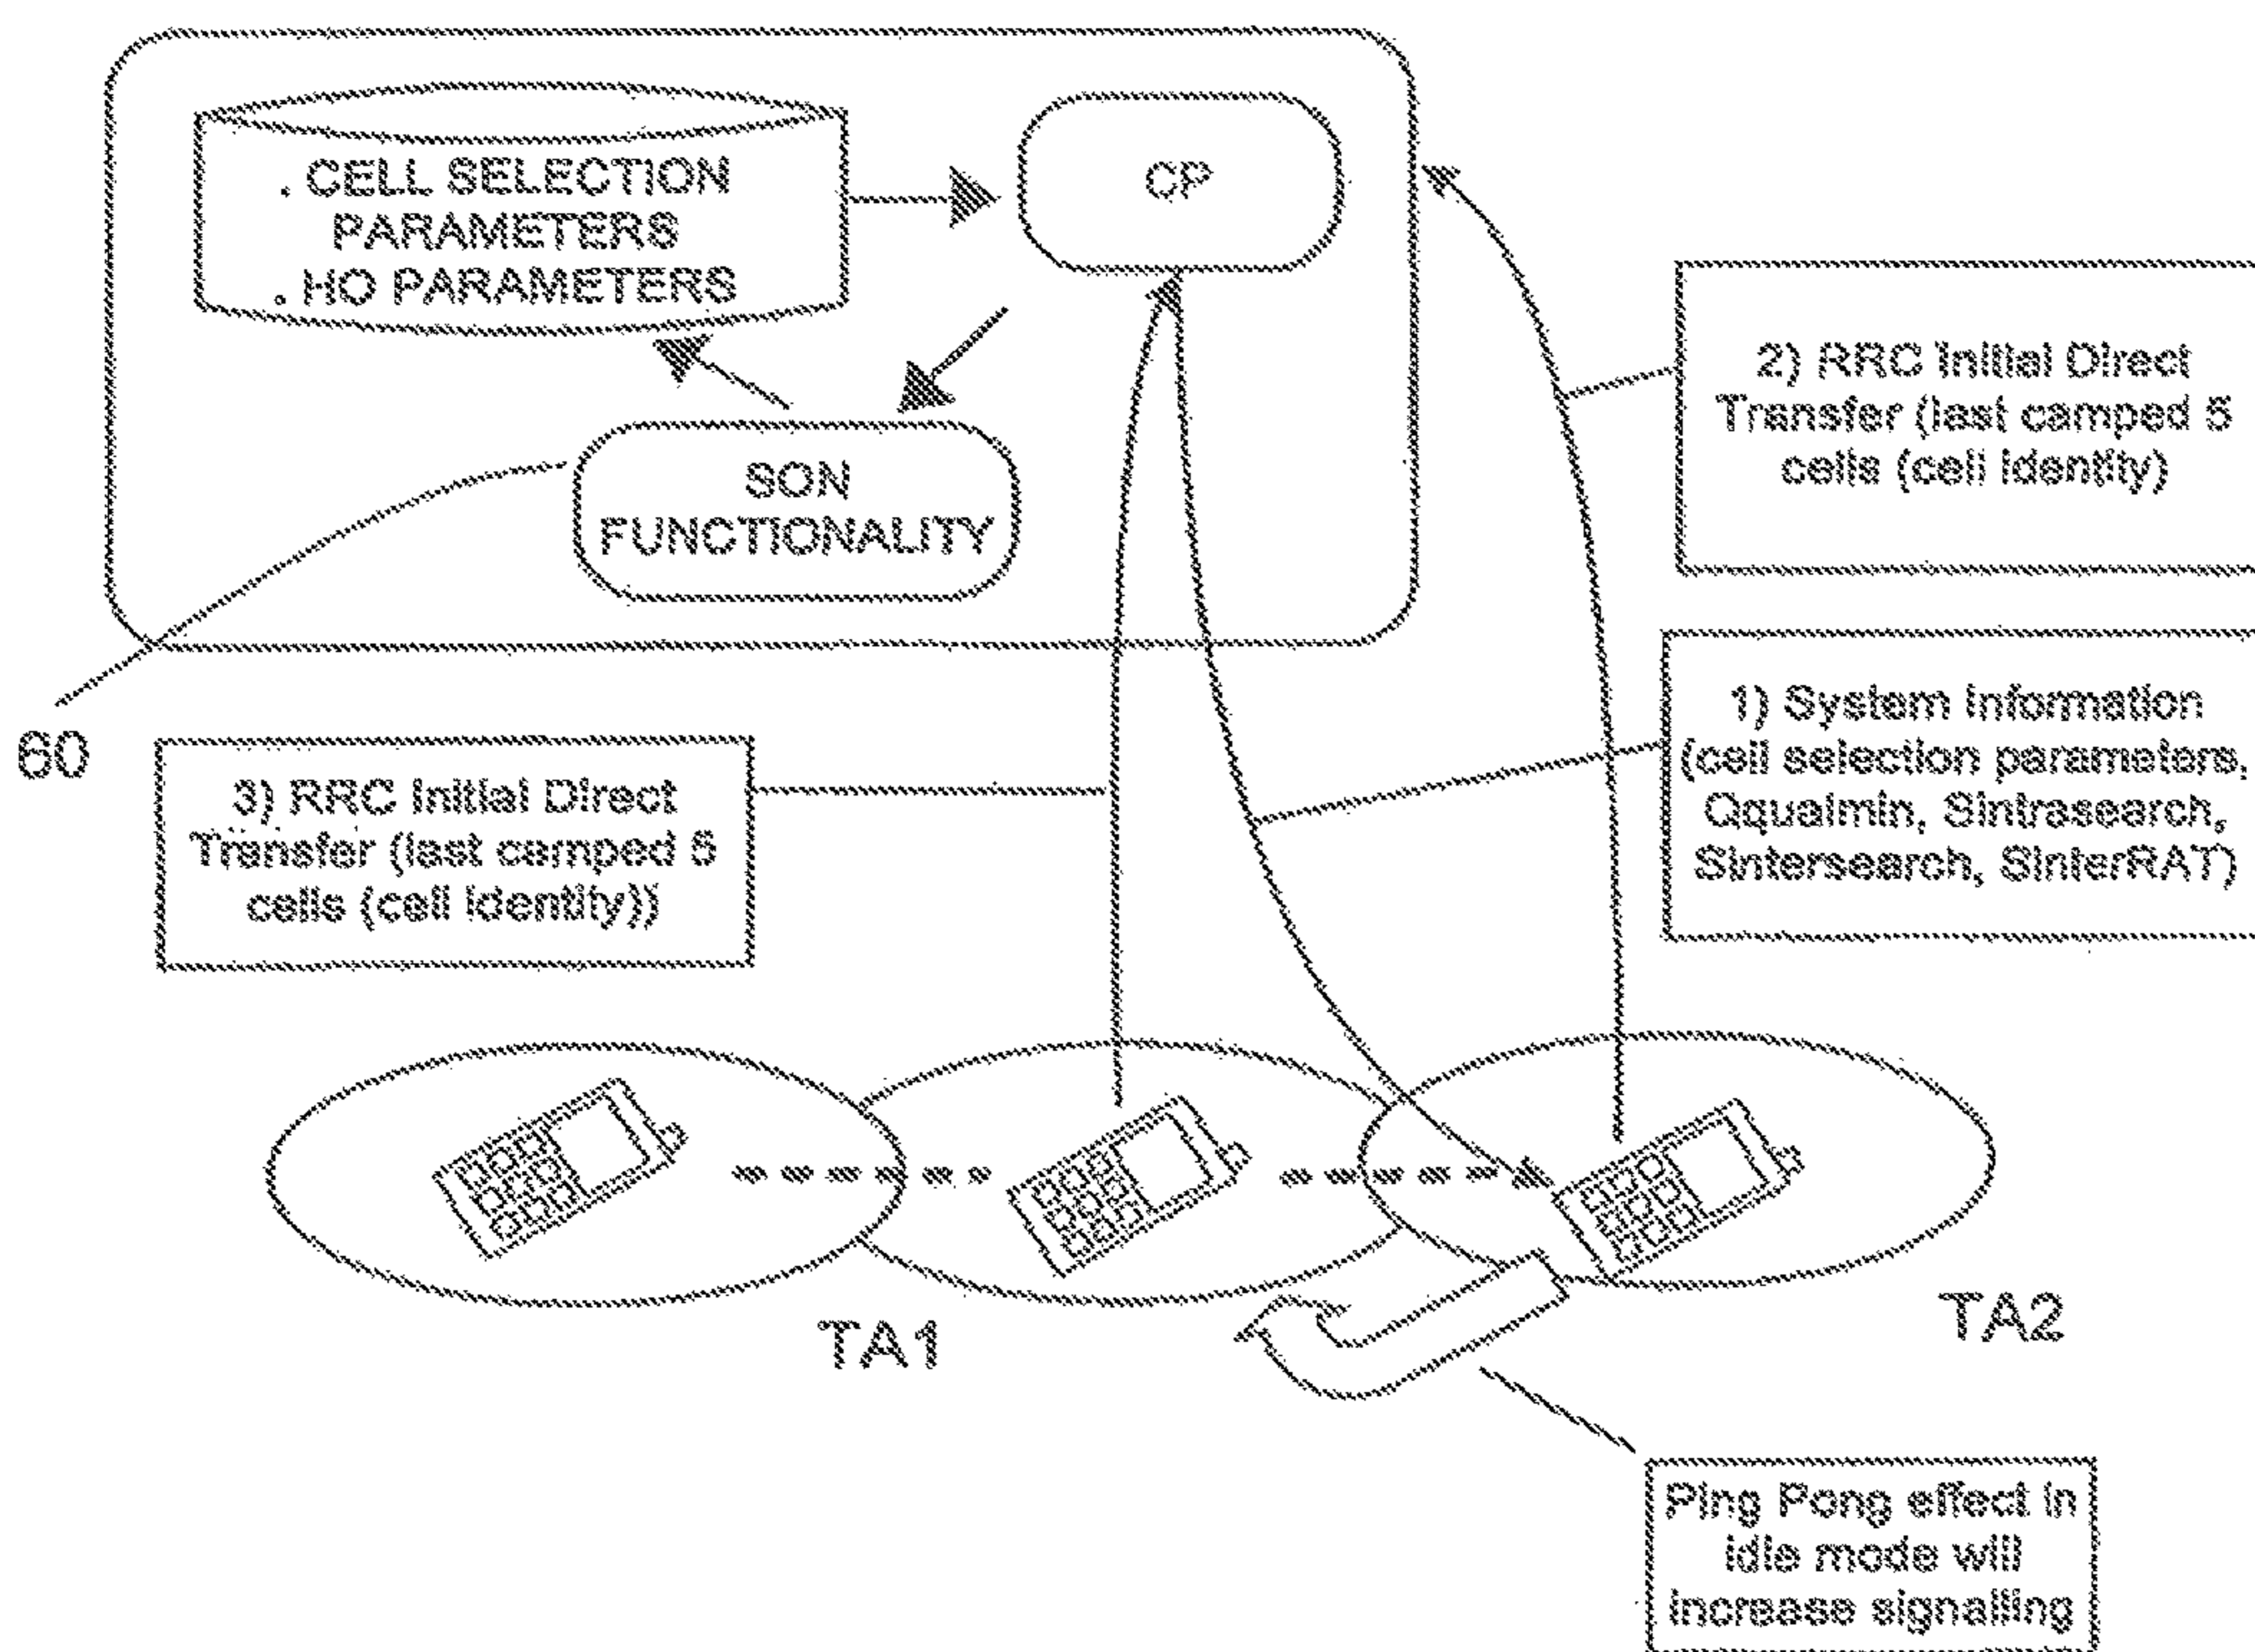 . CELL SELECTION
PARAMETERS
. HO PARAMETERS
CP
SON
FUNCTIONALITY
60
2) RRC Initial Direct
Transfer (last camped 5
cells (cell identity)
1) System Information
(cell selection parameters,
Qqualmin, Sintrasearch,
Sintersearch, SinterRAT)
3) RRC Initial Direct
Transfer (last camped 5
cells (cell identity))
TA1
TA2
Ping Pong effect in
idle mode will
increase signalling